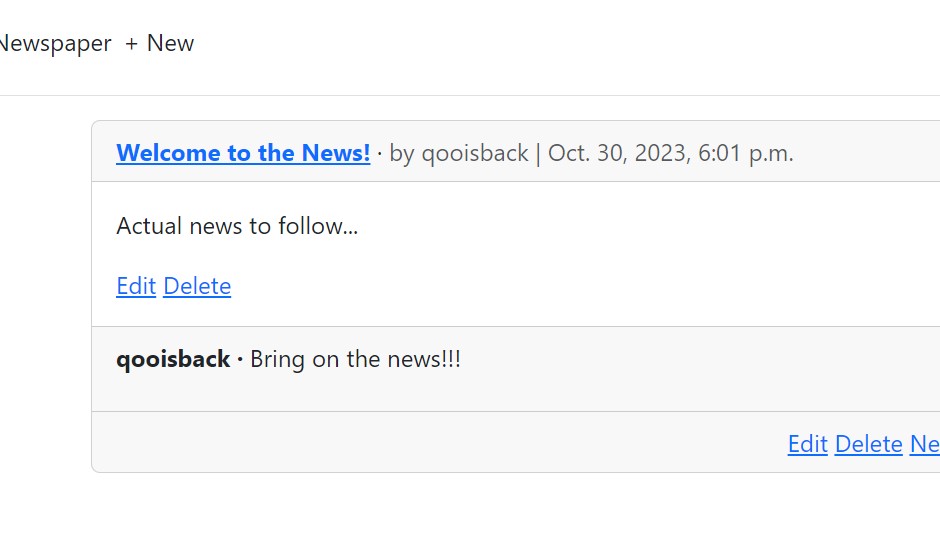 Newspaper + New
Welcome to the News! · by qooisback | Oct. 30, 2023, 6:01 p.m.
Actual news to follow...
Edit Delete
qooisback · Bring on the news!!!
Edit Delete Ne